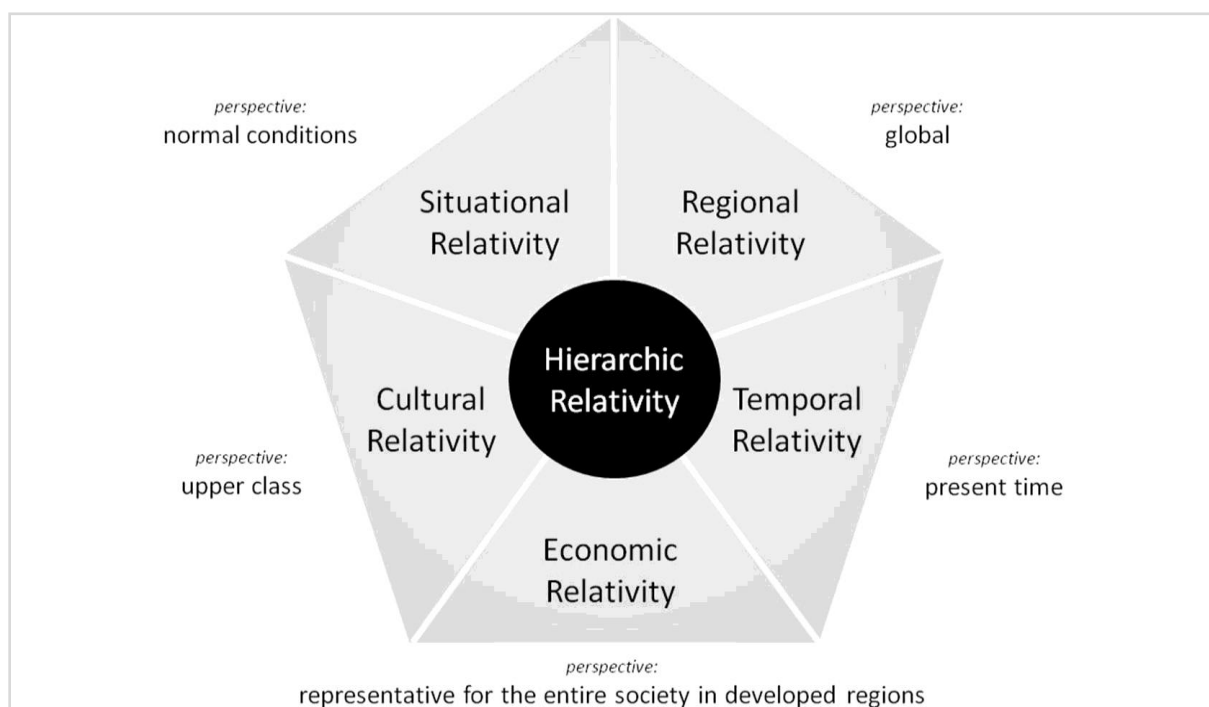 perspective:
normal conditions
perspective:
global
Situational
Relativity
Regional
Relativity
Hierarchic
Relativity
Cultural
Relativity
Temporal
Relativity
perspective:
upper class
perspective:
present time
Economic
Relativity
perspective:
representative for the entire society in developed regions